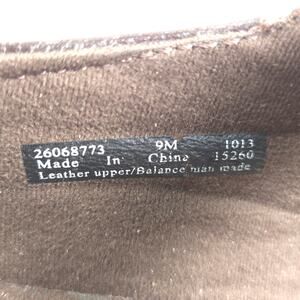 26068773 9M 1013
Made In China 15260
Leather upper/Balance man made